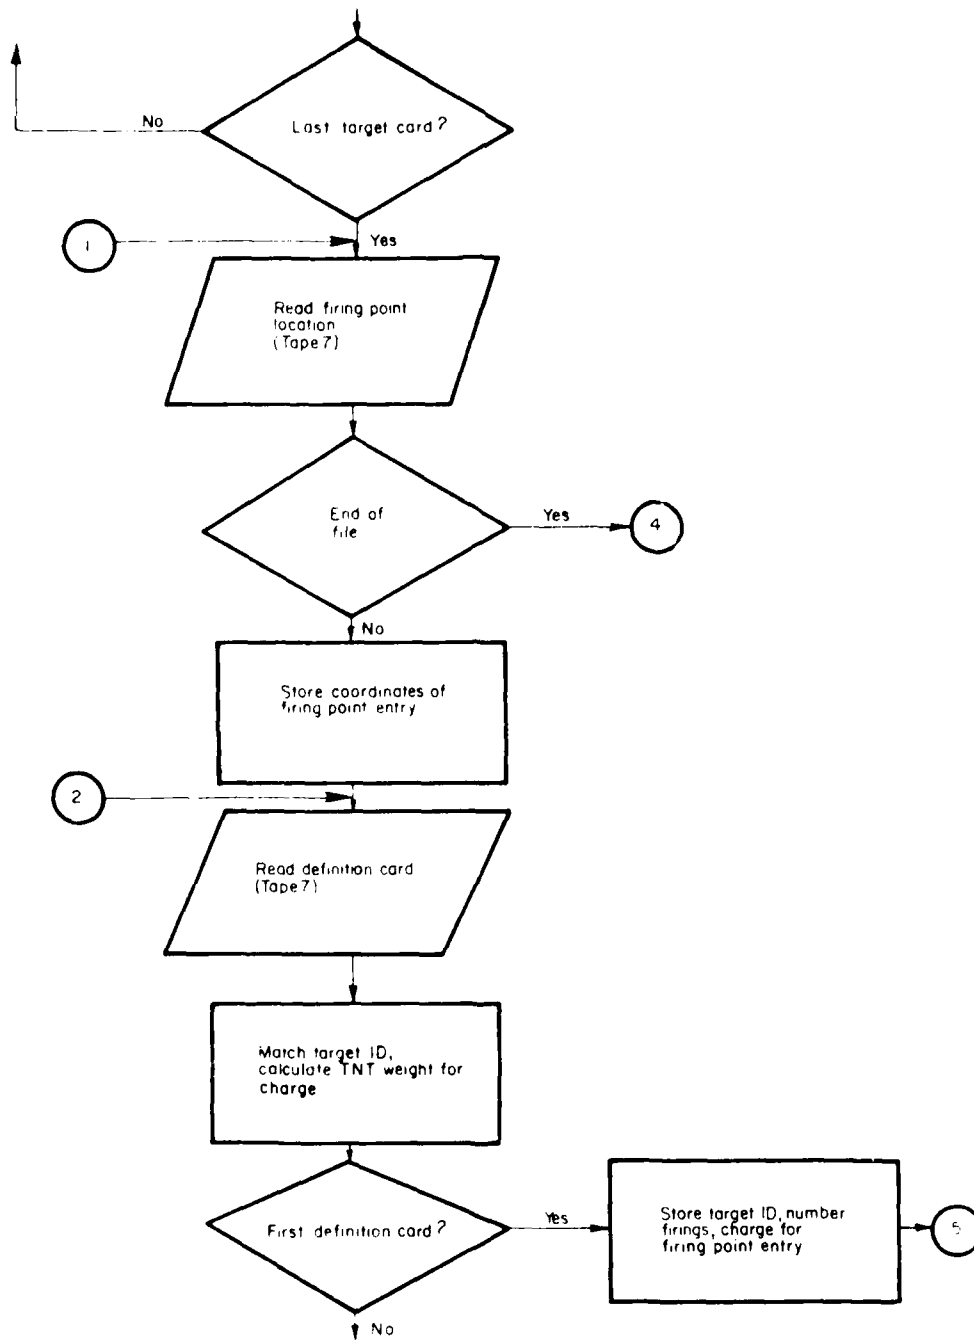 Last target card?
No
1
Yes
Read firing point
location
(Tape 7)
End of
file
Yes
4
No
Store coordinates of
firing point entry
2
Read definition card
(Tape 7)
Match target ID,
calculate TNT weight for
charge
First definition card?
Yes
Store target ID, number
firings, charge for
firing point entry
5
No